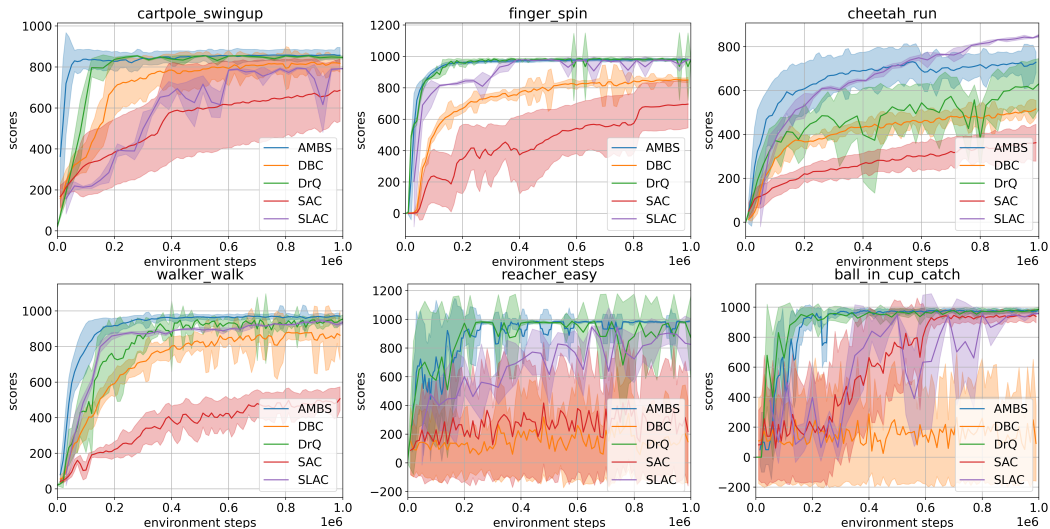 cartpole_swingup
1000
800
600
400
200
0
scores
0.0 0.2 0.4 0.6 0.8 1.0
environment steps
1e6
AMBS
DBC
DrQ
SAC
SLAC
finger_spin
1200
1000
800
600
400
200
0
scores
0.0 0.2 0.4 0.6 0.8 1.0
environment steps
1e6
AMBS
DBC
DrQ
SAC
SLAC
cheetah_run
800
600
400
200
0
scores
0.0 0.2 0.4 0.6 0.8 1.0
environment steps
1e6
AMBS
DBC
DrQ
SAC
SLAC
walker_walk
1000
800
600
400
200
0
scores
0.0 0.2 0.4 0.6 0.8 1.0
environment steps
1e6
AMBS
DBC
DrQ
SAC
SLAC
reacher_easy
1200
1000
800
600
400
200
0
−200
scores
0.0 0.2 0.4 0.6 0.8 1.0
environment steps
1e6
AMBS
DBC
DrQ
SAC
SLAC
ball_in_cup_catch
1000
800
600
400
200
0
−200
scores
0.0 0.2 0.4 0.6 0.8 1.0
environment steps
1e6
AMBS
DBC
DrQ
SAC
SLAC